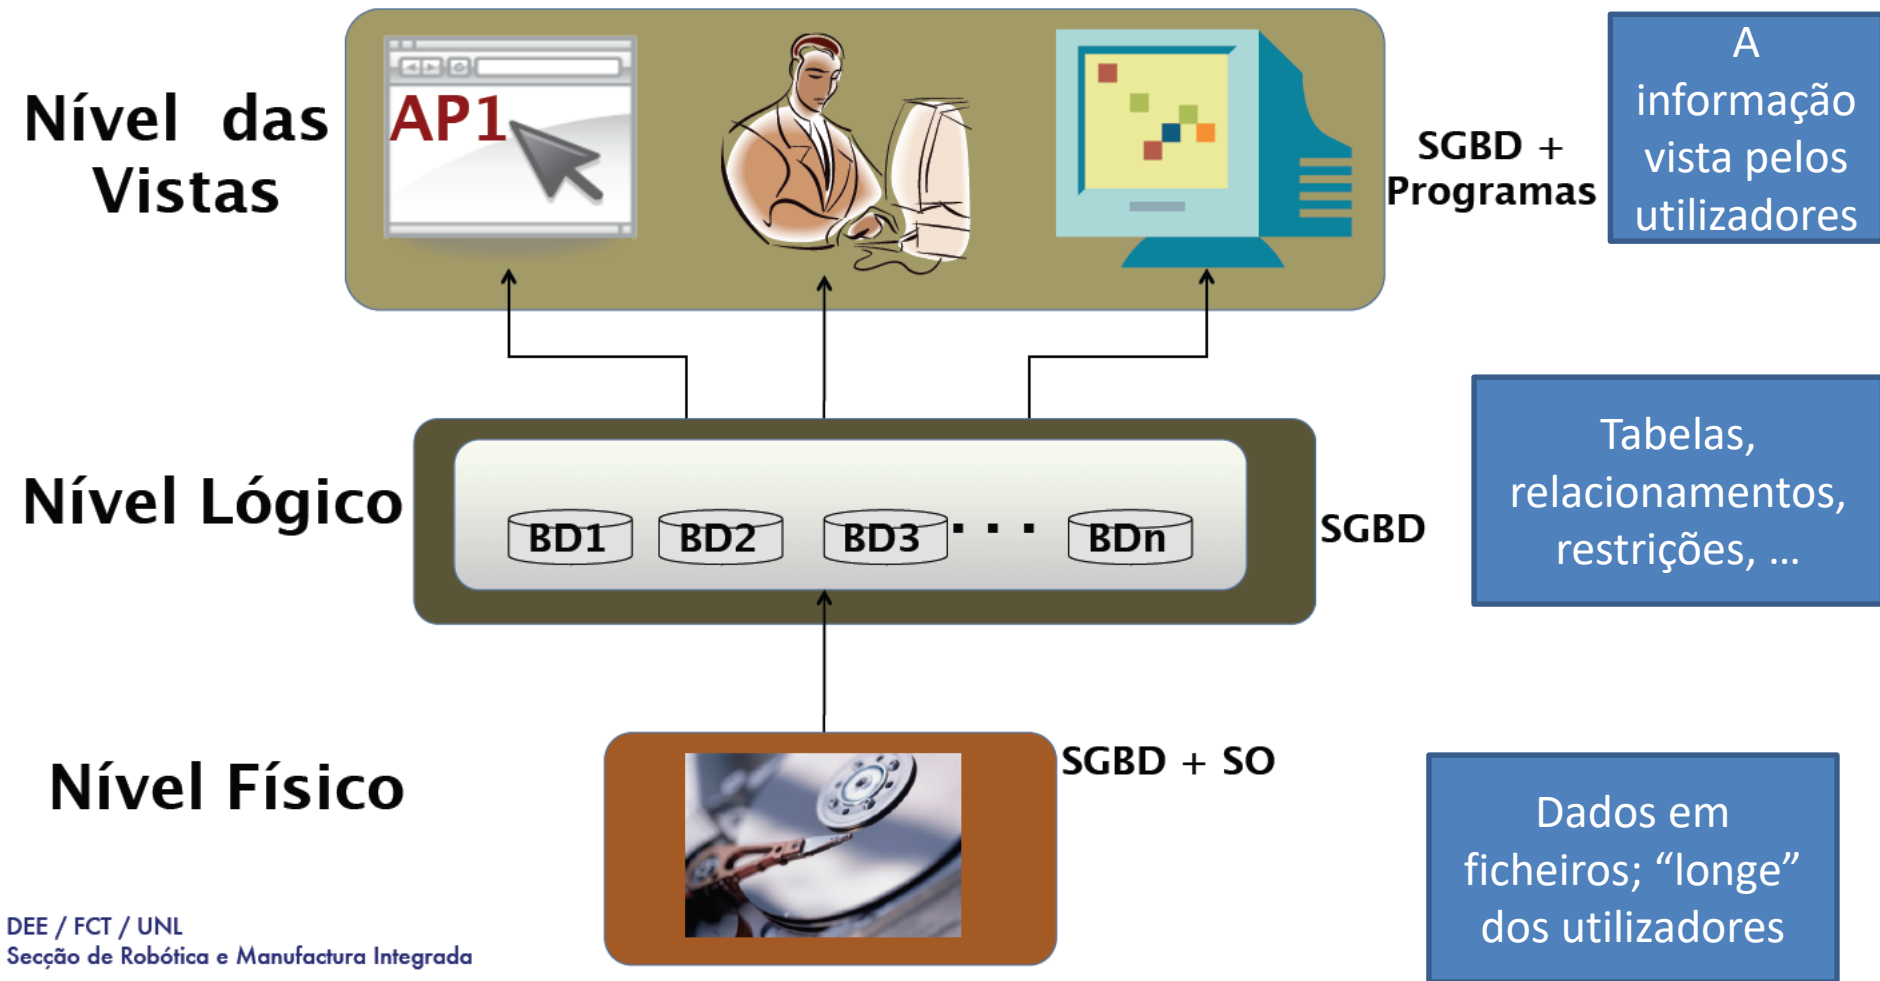 Nível das
Vistas
AP1
SGBD +
Programas
A
informação
vista pelos
utilizadores
Nível Lógico
BD1
BD2
BD3
. . .
BDn
SGBD
Tabelas,
relacionamentos,
restrições, ...
Nível Físico
SGBD + SO
Dados em
ficheiros; “longe”
dos utilizadores
DEE / FCT / UNL
Secção de Robótica e Manufactura Integrada